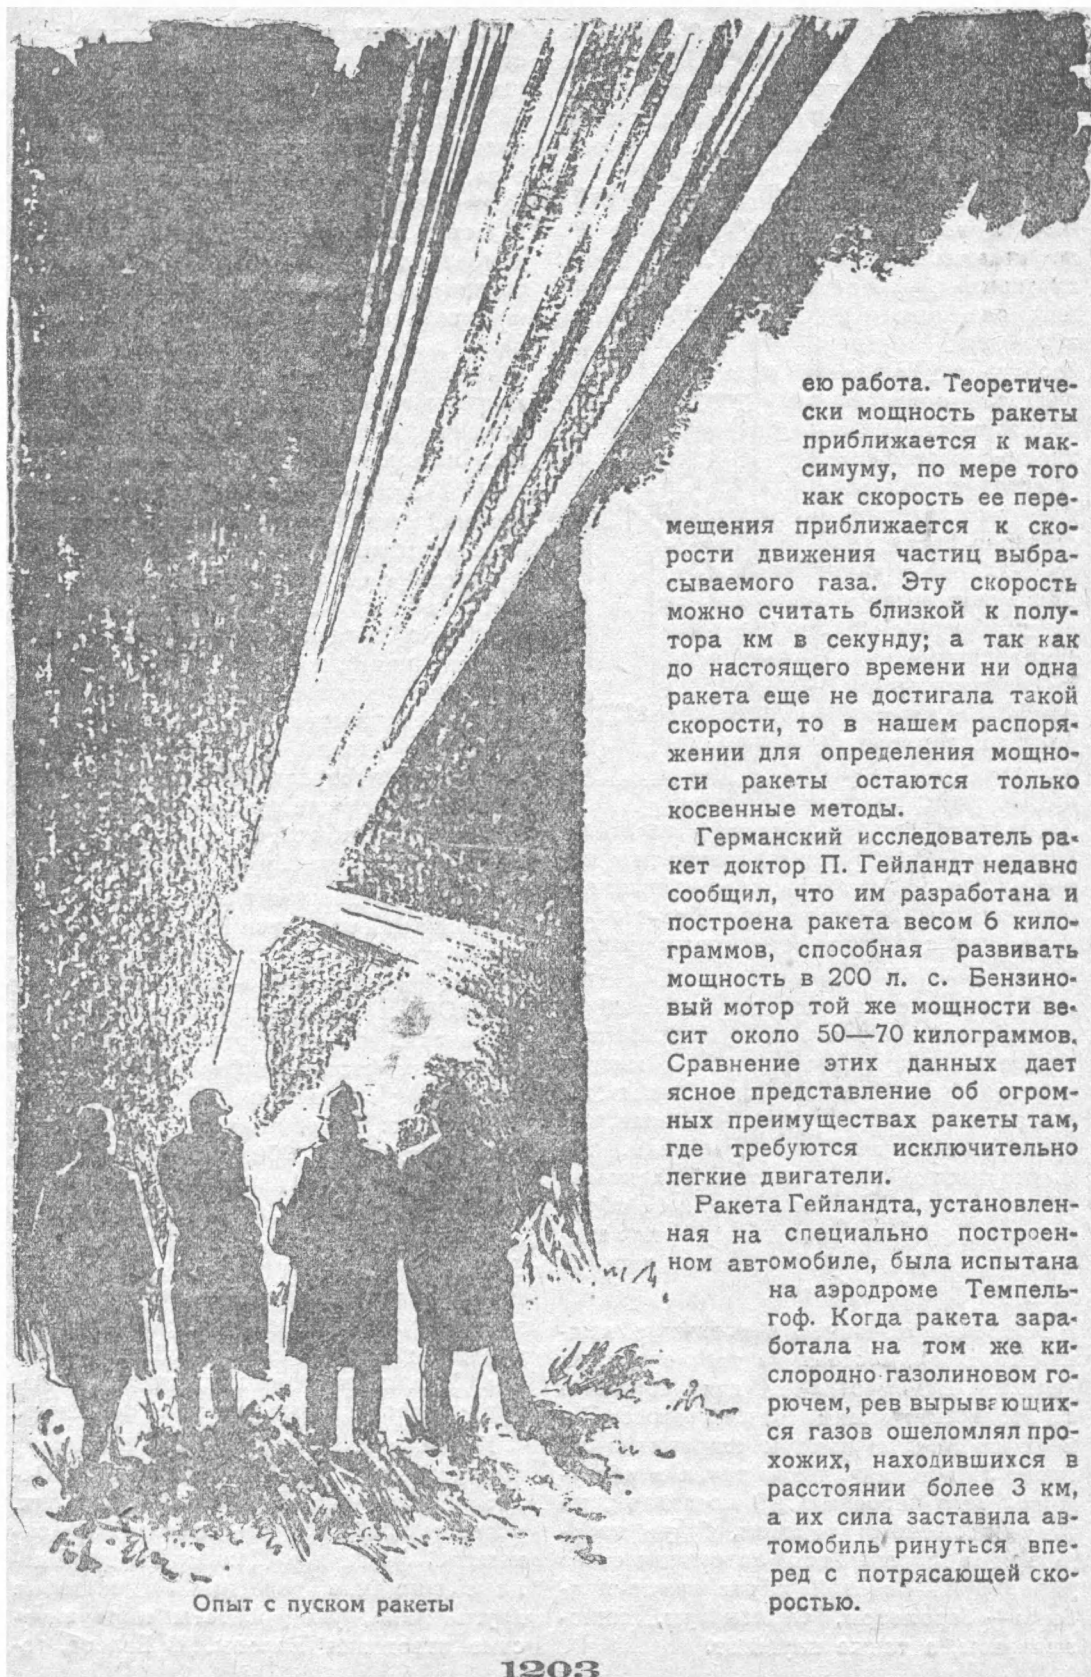 ею работа. Теоретиче-
ски мощность ракеты
приближается к мак-
симуму, по мере того
как скорость ее пере-
мещения приближается к ско-
рости движения частиц выбра-
сываемого газа. Эту скорость
можно считать близкой к полу-
тора км в секунду; а так как
до настоящего времени ни одна
ракета еще не достигала такой
скорости, то в нашем распоря-
жении для определения мощно-
сти ракеты остаются только
косвенные методы.
Германский исследователь ра-
кет доктор П. Гейландт недавно
сообщил, что им разработана и
построена ракета весом 6 кило-
граммов, способная развивать
мощность в 200 л. с. Бензино-
вый мотор той же мощности ве-
сит около 50—70 килограммов.
Сравнение этих данных дает
ясное представление об огром-
ных преимуществах ракеты там,
где требуются исключительно
легкие двигатели.
Ракета Гейландта, установлен-
ная на специально построен-
ном автомобиле, была испытана
на аэродроме Темпель-
гоф. Когда ракета зара-
ботала на том же ки-
слородно-газолиновом го-
рючем, рев вырывающих-
ся газов ошеломлял про-
хожих, находившихся в
расстоянии более 3 км,
а их сила заставила ав-
томобиль ринуться впе-
ред с потрясающей ско-
ростью.
Опыт с пуском ракеты
1203